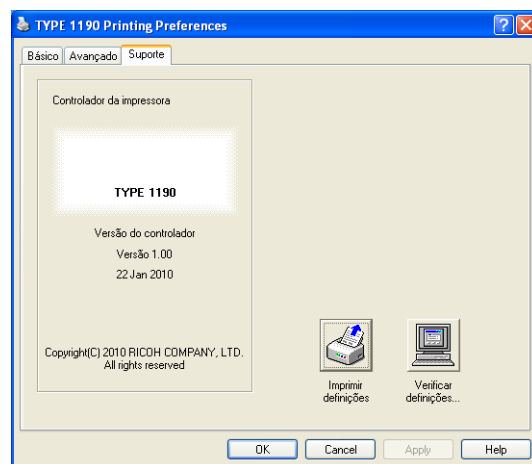 TYPE 1190 Printing Preferences
Básico Avançado Suporte
Controlador da impressora
TYPE 1190
Versão do controlador
Versão 1.00
22 Jan 2010
Copyright(C) 2010 RICOH COMPANY, LTD.
All rights reserved
Imprimir
definições
Verificar
definições...
OK Cancel Apply Help